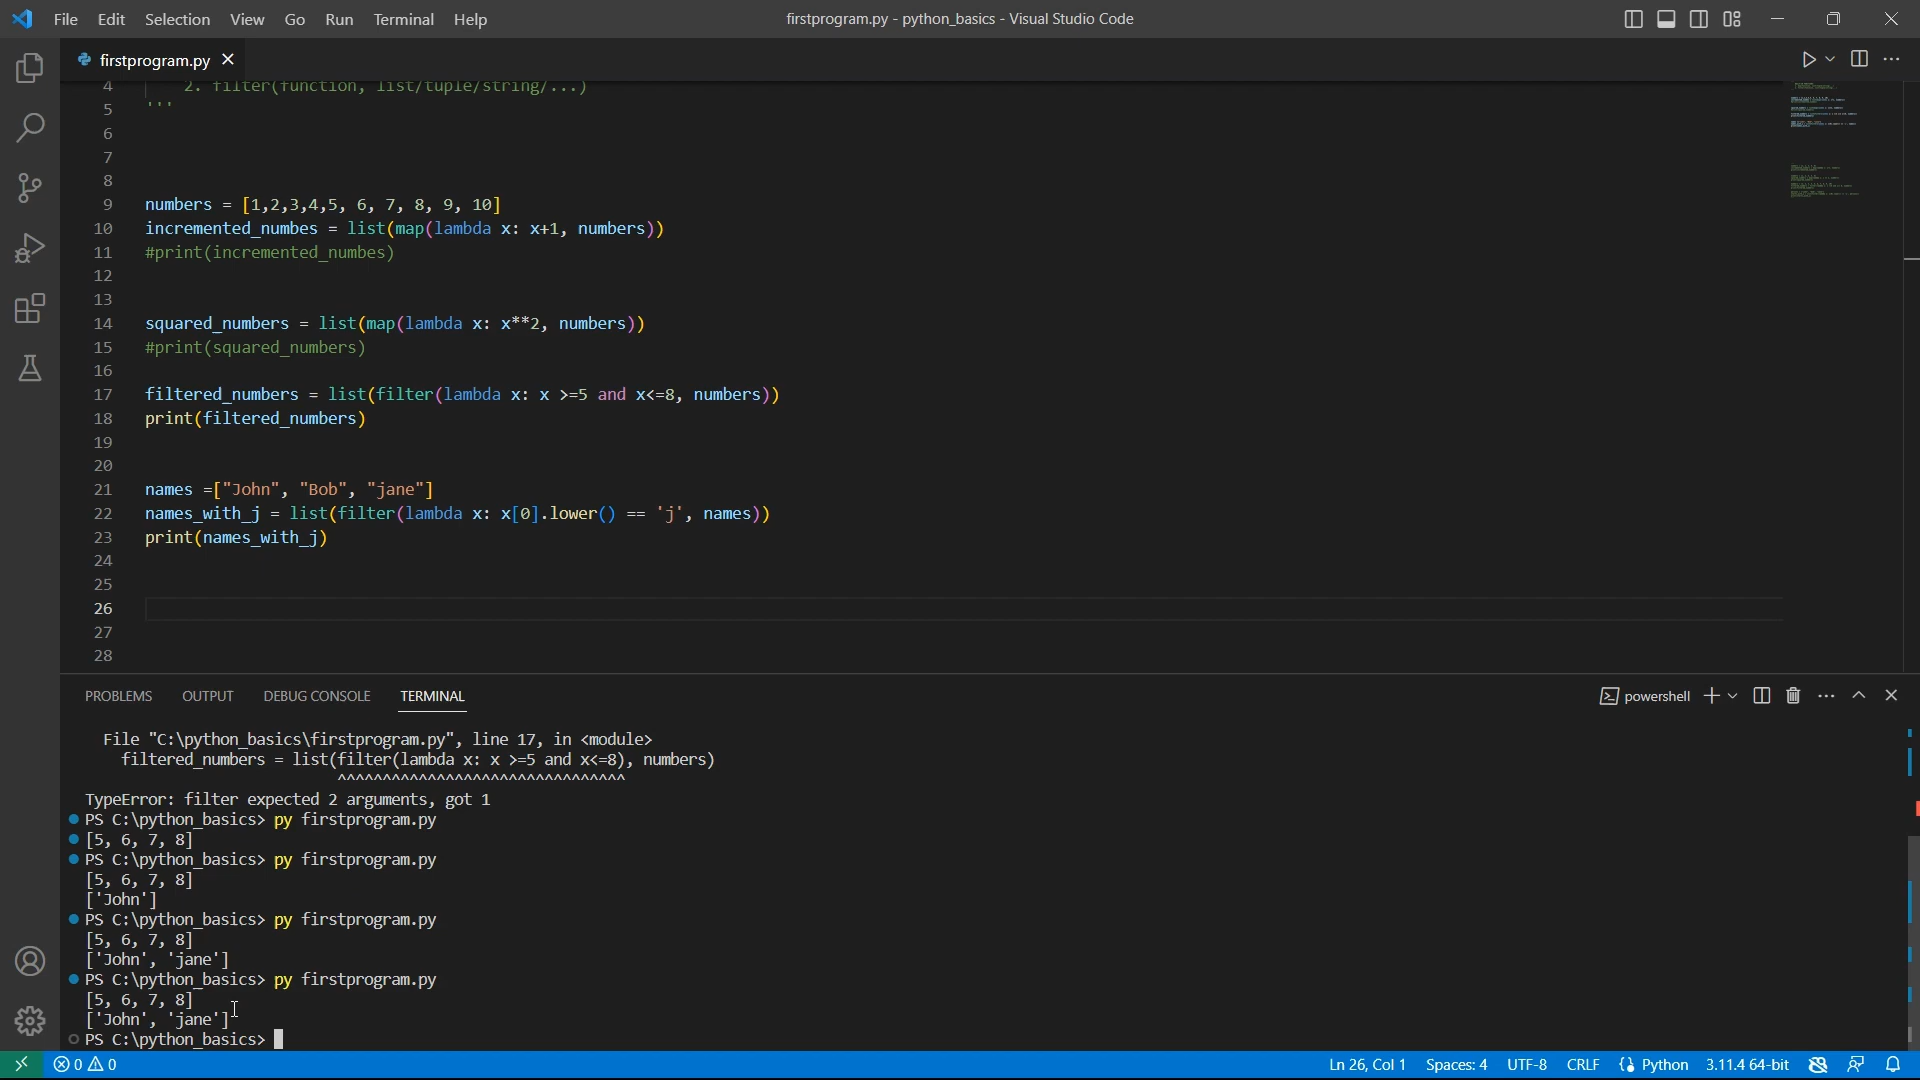 File Edit Selection View Go Run Terminal Help
firstprogram.py - python_basics - Visual Studio Code
firstprogram.py
4 2. filter(function, list/tuple/string/...)
5 '''
6
7
8
9 numbers = [1,2,3,4,5, 6, 7, 8, 9, 10]
10 incremented_numbes = list(map(lambda x: x+1, numbers))
11 #print(incremented_numbes)
12
13
14 squared_numbers = list(map(lambda x: x**2, numbers))
15 #print(squared_numbers)
16
17 filtered_numbers = list(filter(lambda x: x >=5 and x<=8, numbers))
18 print(filtered_numbers)
19
20
21 names =["John", "Bob", "jane"]
22 names_with_j = list(filter(lambda x: x[0].lower() == 'j', names))
23 print(names_with_j)
24
25
26
27
28
PROBLEMS OUTPUT DEBUG CONSOLE TERMINAL
powershell
File "C:\python_basics\firstprogram.py", line 17, in <module>
filtered_numbers = list(filter(lambda x: x >=5 and x<=8), numbers)
^^^^^^^^^^^^^^^^^^^^^^^^^^^^^^^^
TypeError: filter expected 2 arguments, got 1
PS C:\python_basics> py firstprogram.py
[5, 6, 7, 8]
PS C:\python_basics> py firstprogram.py
[5, 6, 7, 8]
['John']
PS C:\python_basics> py firstprogram.py
[5, 6, 7, 8]
['John', 'jane']
PS C:\python_basics> py firstprogram.py
[5, 6, 7, 8]
['John', 'jane']
PS C:\python_basics>
0 0
Ln 26, Col 1 Spaces: 4 UTF-8 CRLF Python 3.11.4 64-bit